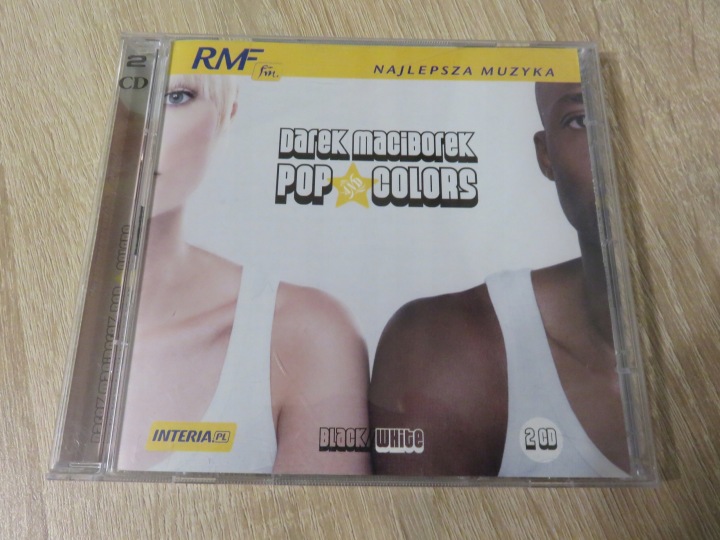 2
CD
RMF
fm
NAJLEPSZA MUZYKA
Darek Maciborek
POP COLORS
INTERIA.PL
Black White
2 CD